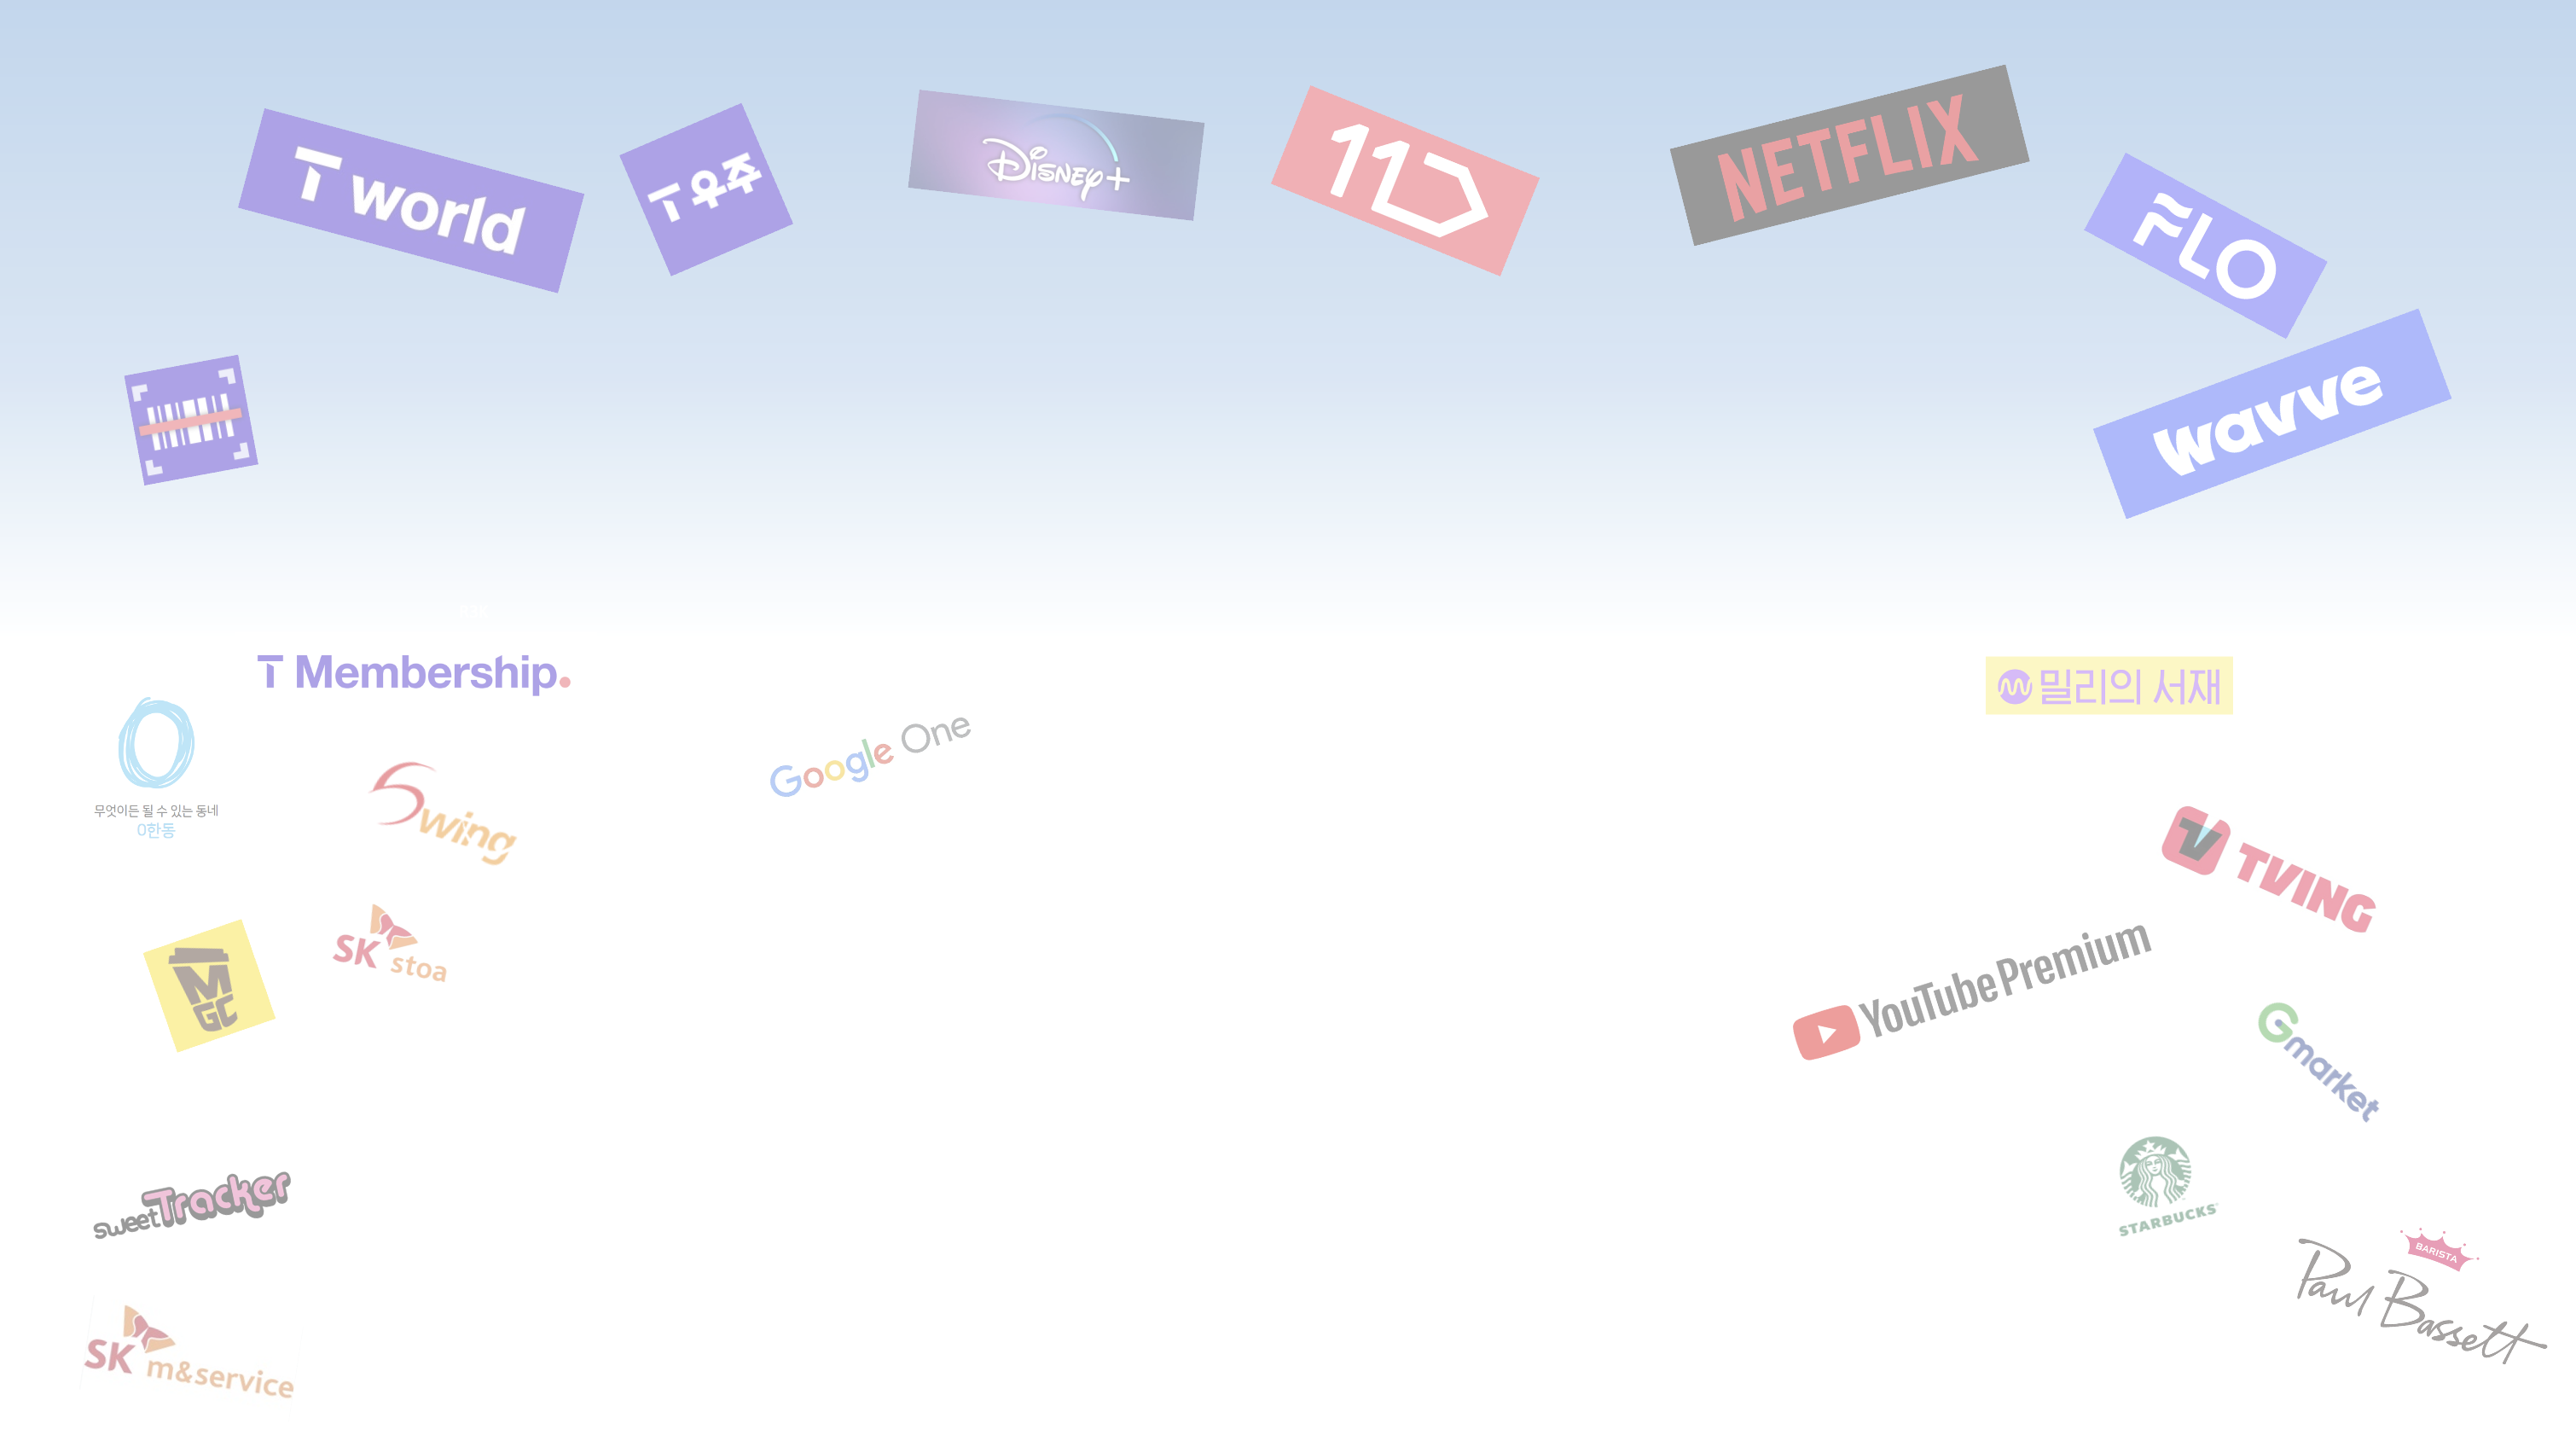 T world
T우주
Disney+
11
NETFLIX
FLO
wavve
T Membership.
밀리의 서재
Google One
무엇이든 될 수 있는 동네
0한동
Swing
TVING
SK stoa
MGC
YouTube Premium
Gmarket
sweetTracker
STARBUCKS
BARISTA
Paul Bassett
SK m&service